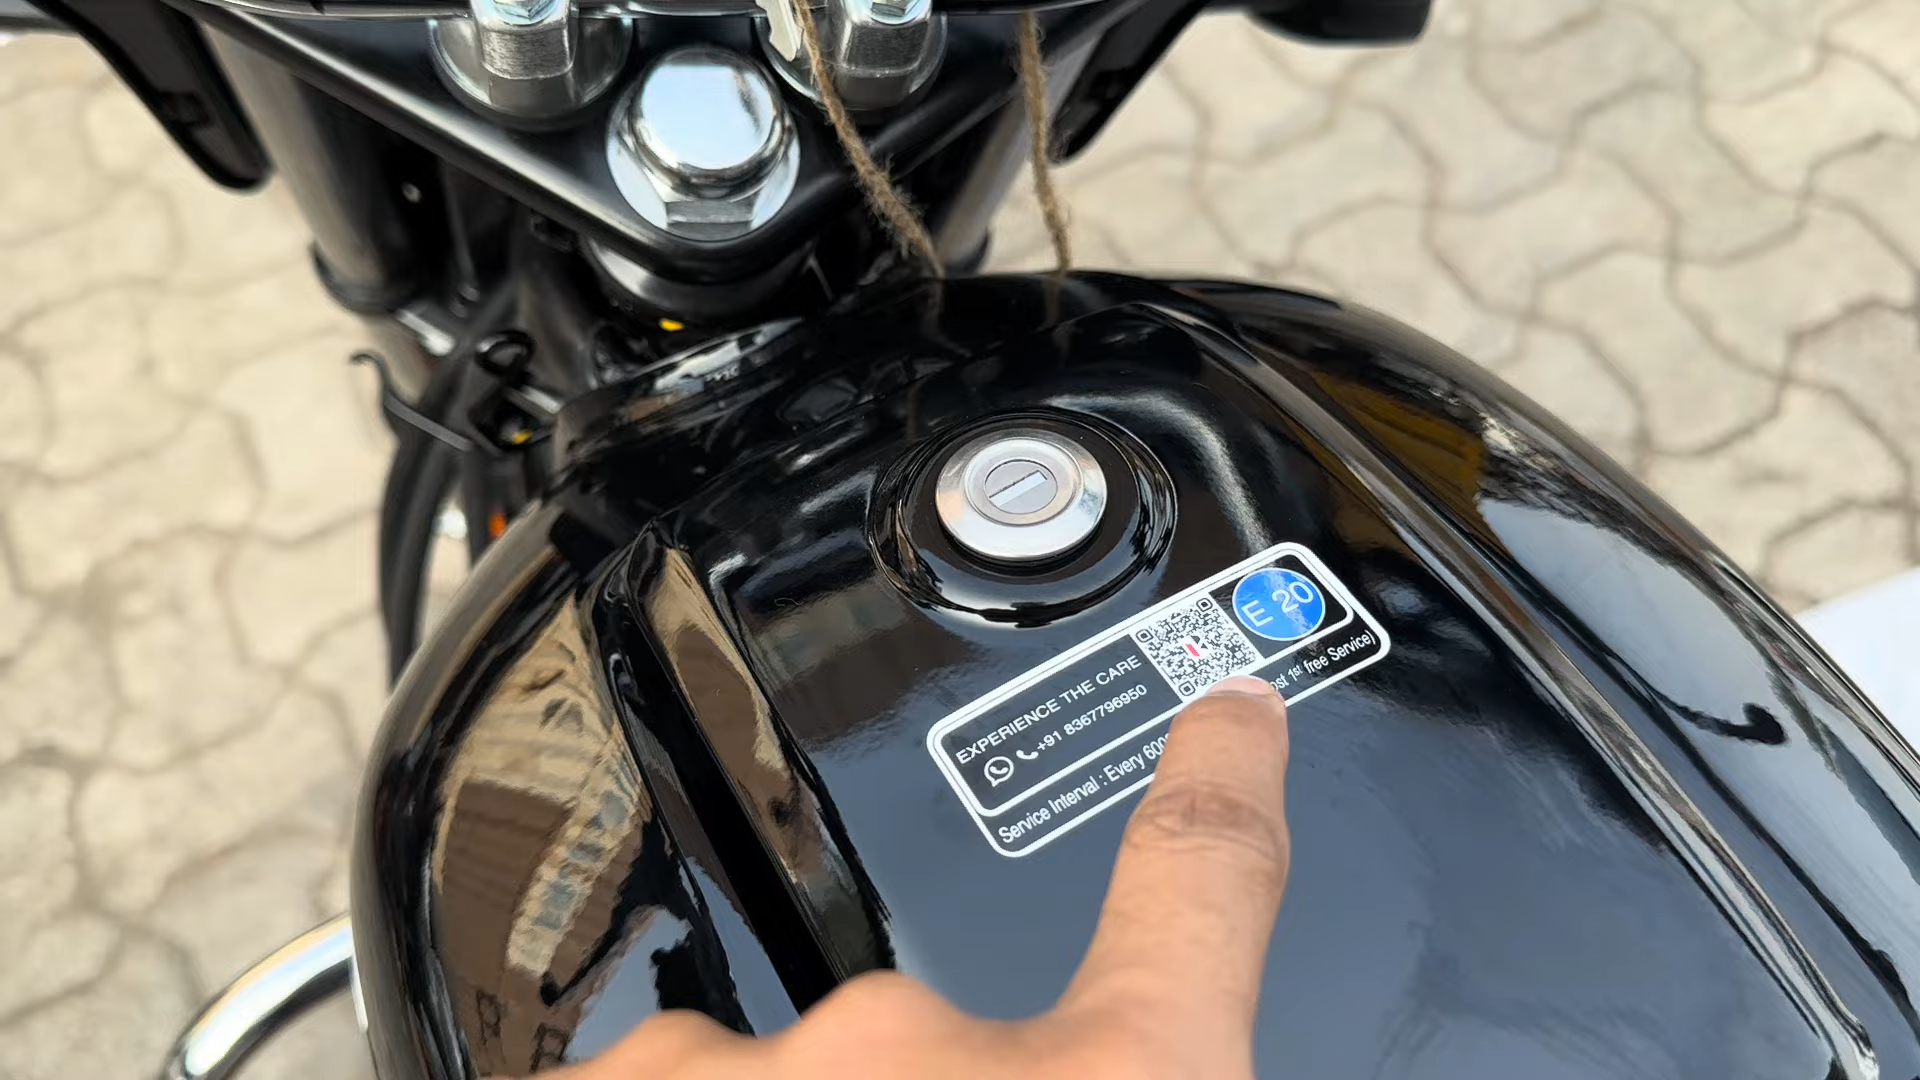 EXPERIENCE THE CARE
+91 8367796950
E 20
Service Interval : Every 1st free Service)